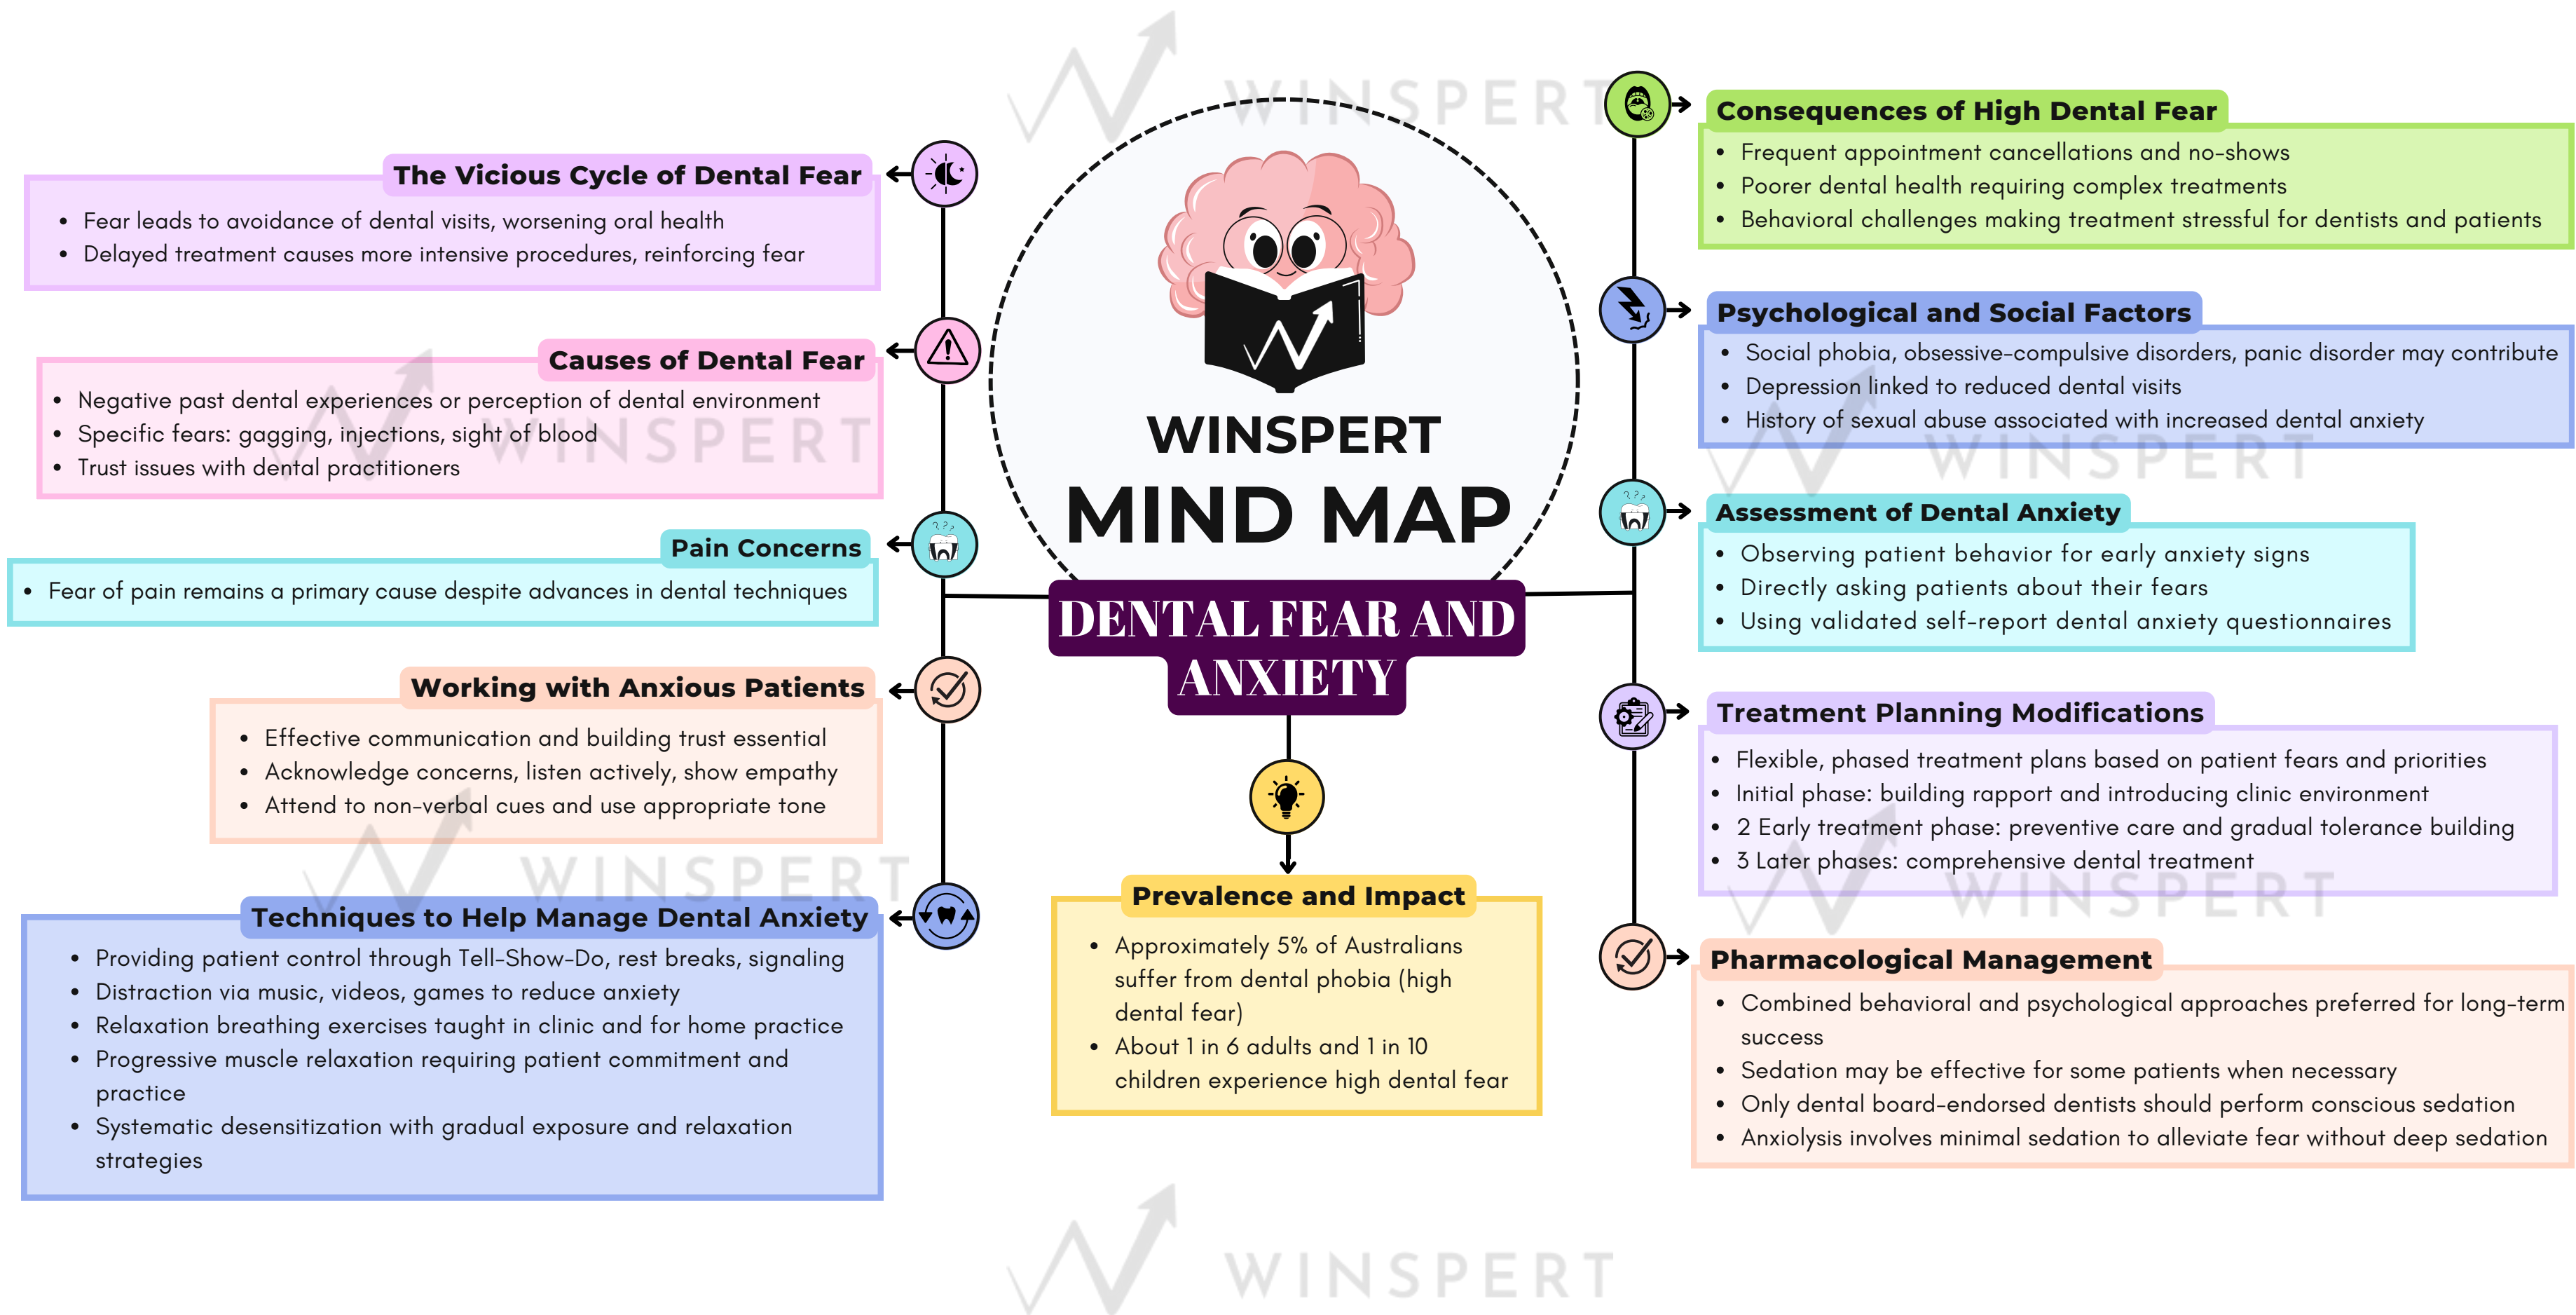 WINSPERT
WINSPERT
MIND MAP
DENTAL FEAR AND
ANXIETY
The Vicious Cycle of Dental Fear
• Fear leads to avoidance of dental visits, worsening oral health
• Delayed treatment causes more intensive procedures, reinforcing fear
Causes of Dental Fear
• Negative past dental experiences or perception of dental environment
• Specific fears: gagging, injections, sight of blood
• Trust issues with dental practitioners
WINSPERT
Pain Concerns
• Fear of pain remains a primary cause despite advances in dental techniques
Working with Anxious Patients
• Effective communication and building trust essential
• Acknowledge concerns, listen actively, show empathy
• Attend to non-verbal cues and use appropriate tone
WINSPERT
Techniques to Help Manage Dental Anxiety
• Providing patient control through Tell-Show-Do, rest breaks, signaling
• Distraction via music, videos, games to reduce anxiety
• Relaxation breathing exercises taught in clinic and for home practice
• Progressive muscle relaxation requiring patient commitment and
practice
• Systematic desensitization with gradual exposure and relaxation
strategies
Prevalence and Impact
• Approximately 5% of Australians
suffer from dental phobia (high
dental fear)
• About 1 in 6 adults and 1 in 10
children experience high dental fear
Consequences of High Dental Fear
• Frequent appointment cancellations and no-shows
• Poorer dental health requiring complex treatments
• Behavioral challenges making treatment stressful for dentists and patients
Psychological and Social Factors
• Social phobia, obsessive-compulsive disorders, panic disorder may contribute
• Depression linked to reduced dental visits
• History of sexual abuse associated with increased dental anxiety
WINSPERT
Assessment of Dental Anxiety
• Observing patient behavior for early anxiety signs
• Directly asking patients about their fears
• Using validated self-report dental anxiety questionnaires
Treatment Planning Modifications
• Flexible, phased treatment plans based on patient fears and priorities
• Initial phase: building rapport and introducing clinic environment
• 2 Early treatment phase: preventive care and gradual tolerance building
• 3 Later phases: comprehensive dental treatment
WINSPERT
Pharmacological Management
• Combined behavioral and psychological approaches preferred for long-term
success
• Sedation may be effective for some patients when necessary
• Only dental board-endorsed dentists should perform conscious sedation
• Anxiolysis involves minimal sedation to alleviate fear without deep sedation
WINSPERT